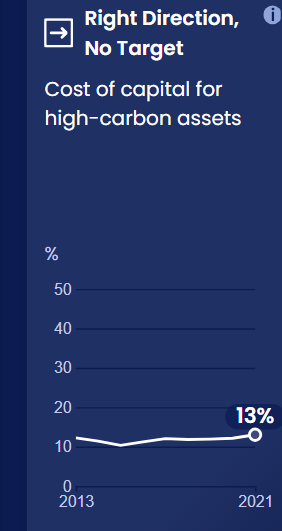 Right Direction,
No Target
i
Cost of capital for
high-carbon assets
%
50
40
30
20
13%
10
0
2013
2021